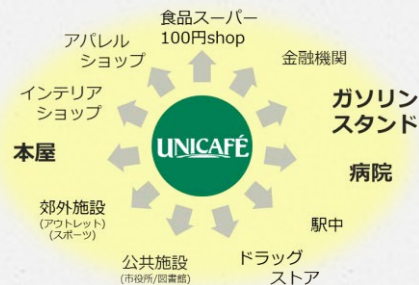 食品スーパー
100円shop
アパレル
ショップ
金融機関
インテリア
ショップ
ガソリン
スタンド
UNICAFÉ
本屋
病院
郊外施設
(アウトレット)
(スポーツ)
駅中
公共施設
(市役所/図書館)
ドラッグ
ストア